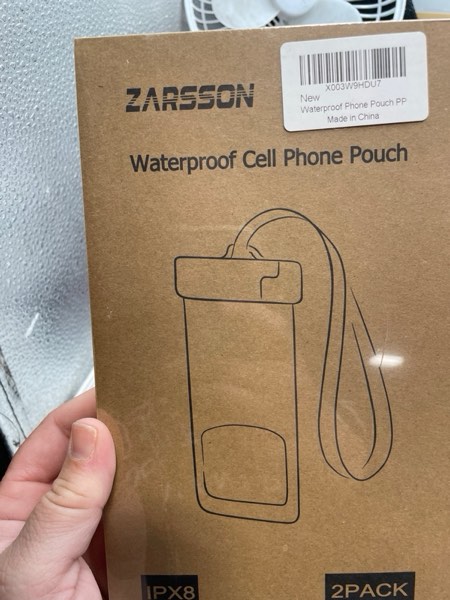 X003W9HDU7
New
Waterproof Phone Pouch PP
Made in China
ZARSSON
Waterproof Cell Phone Pouch
IPX8
2PACK